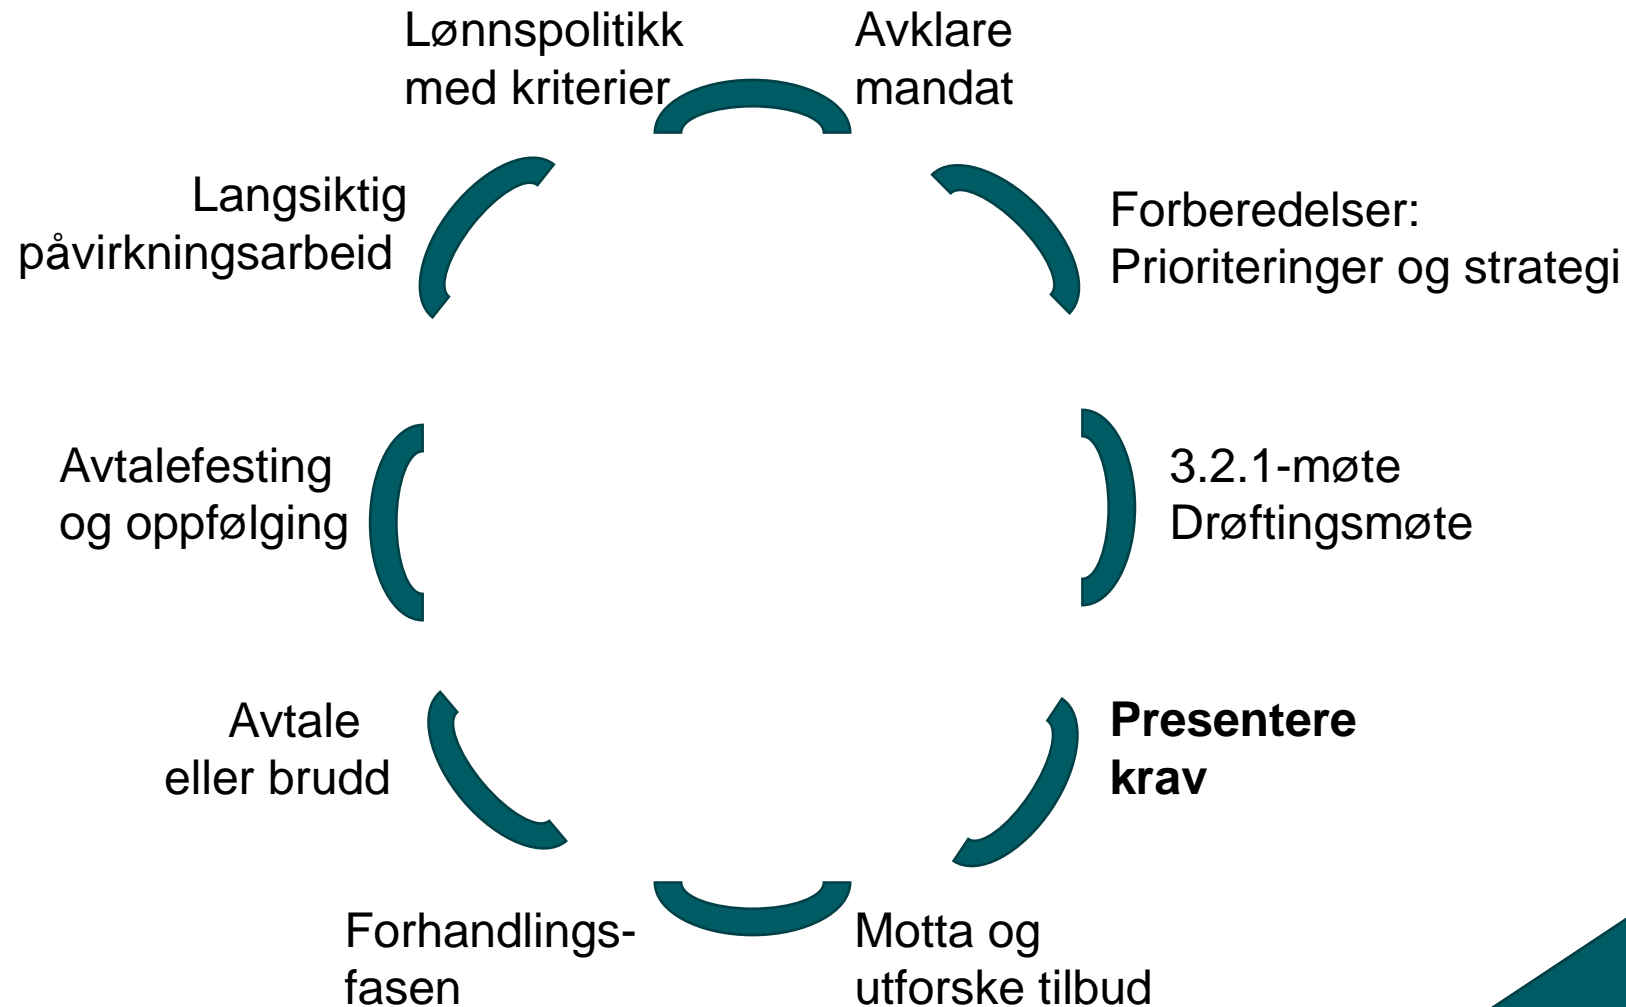 Lønnspolitikk
med kriterier
Avklare
mandat
Forberedelser:
Prioriteringer og strategi
3.2.1-møte
Drøftingsmøte
Presentere
krav
Motta og
utforske tilbud
Forhandlings-
fasen
Avtale
eller brudd
Avtalefesting
og oppfølging
Langsiktig
påvirkningsarbeid